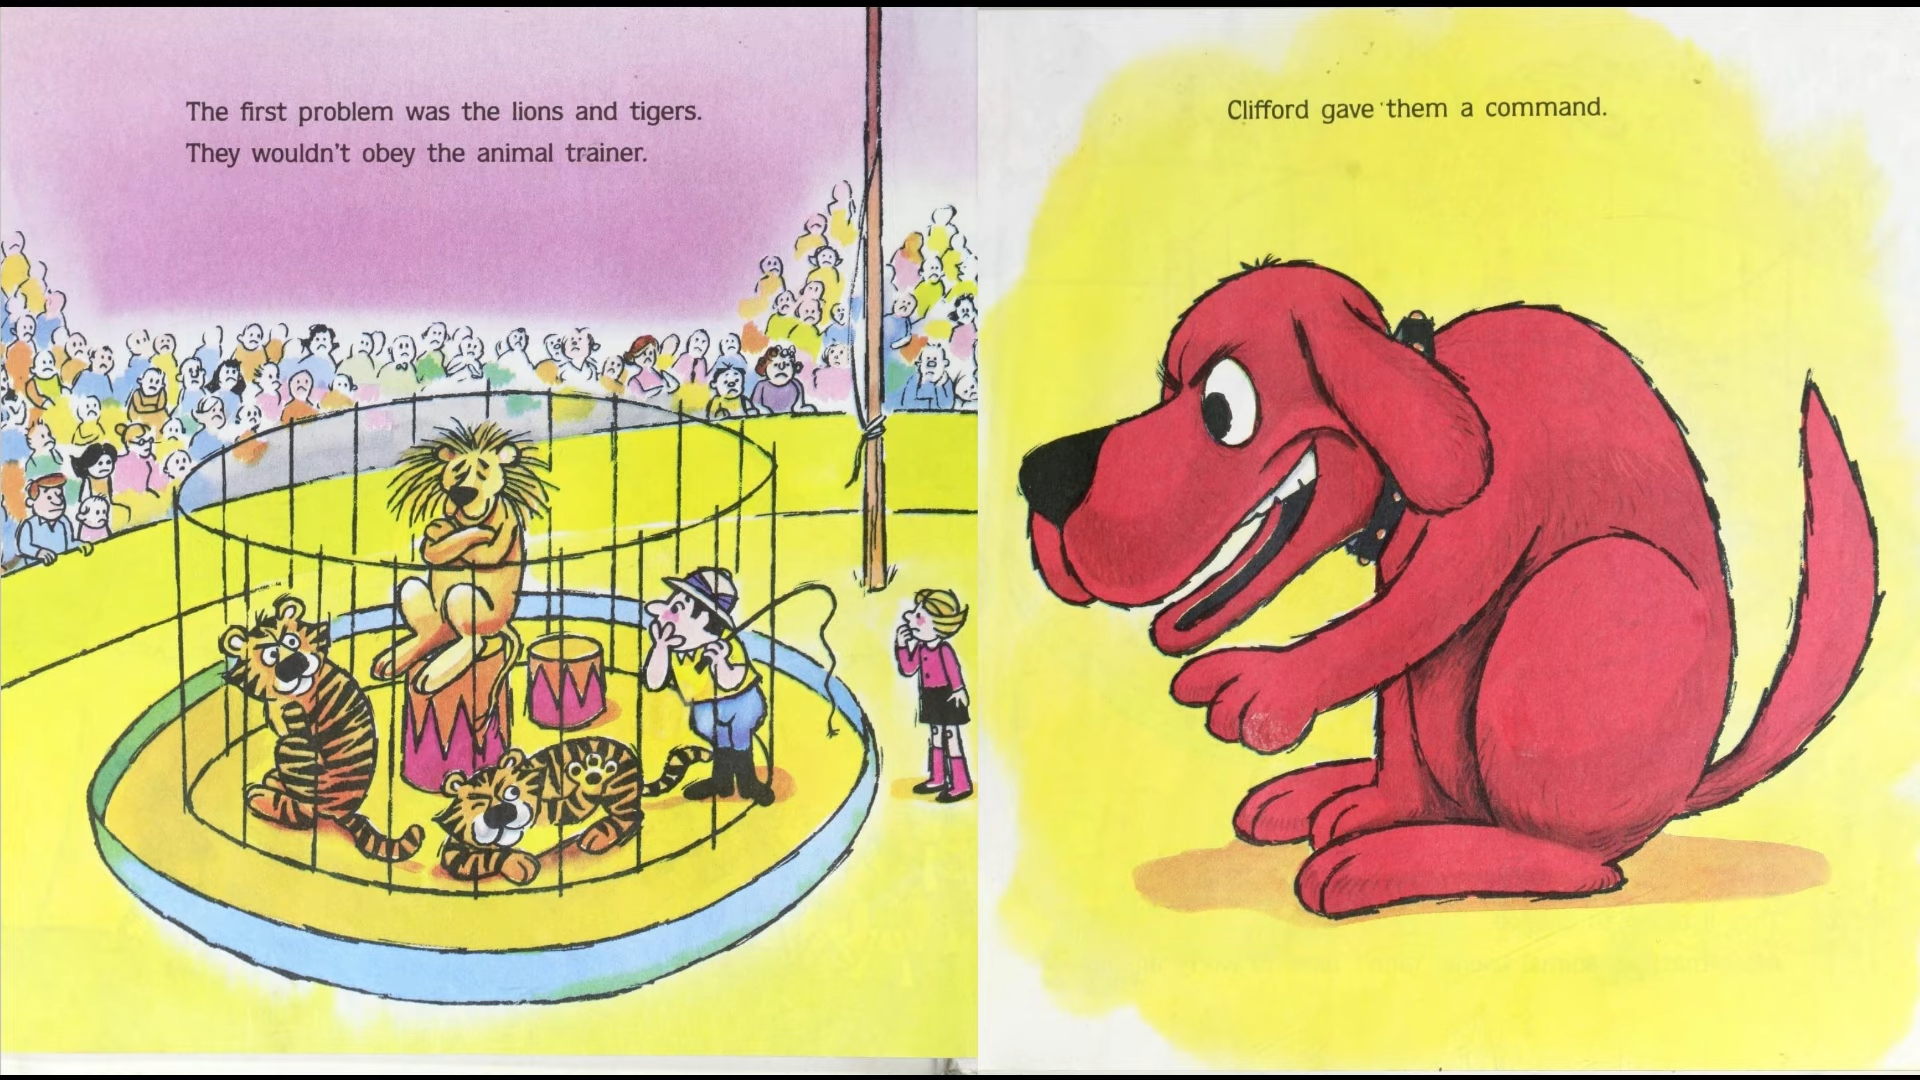 The first problem was the lions and tigers.
They wouldn't obey the animal trainer.
Clifford gave them a command.